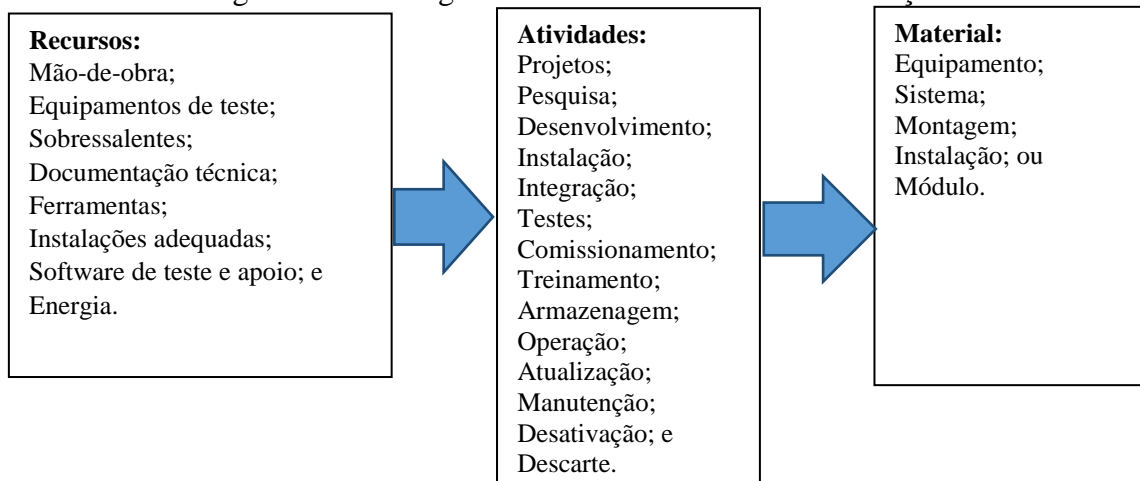 Recursos:
Mão-de-obra;
Equipamentos de teste;
Sobressalentes;
Documentação técnica;
Ferramentas;
Instalações adequadas;
Software de teste e apoio; e
Energia.
Atividades:
Projetos;
Pesquisa;
Desenvolvimento;
Instalação;
Integração;
Testes;
Comissionamento;
Treinamento;
Armazenagem;
Operação;
Atualização;
Manutenção;
Desativação; e
Descarte.
Material:
Equipamento;
Sistema;
Montagem;
Instalação; ou
Módulo.